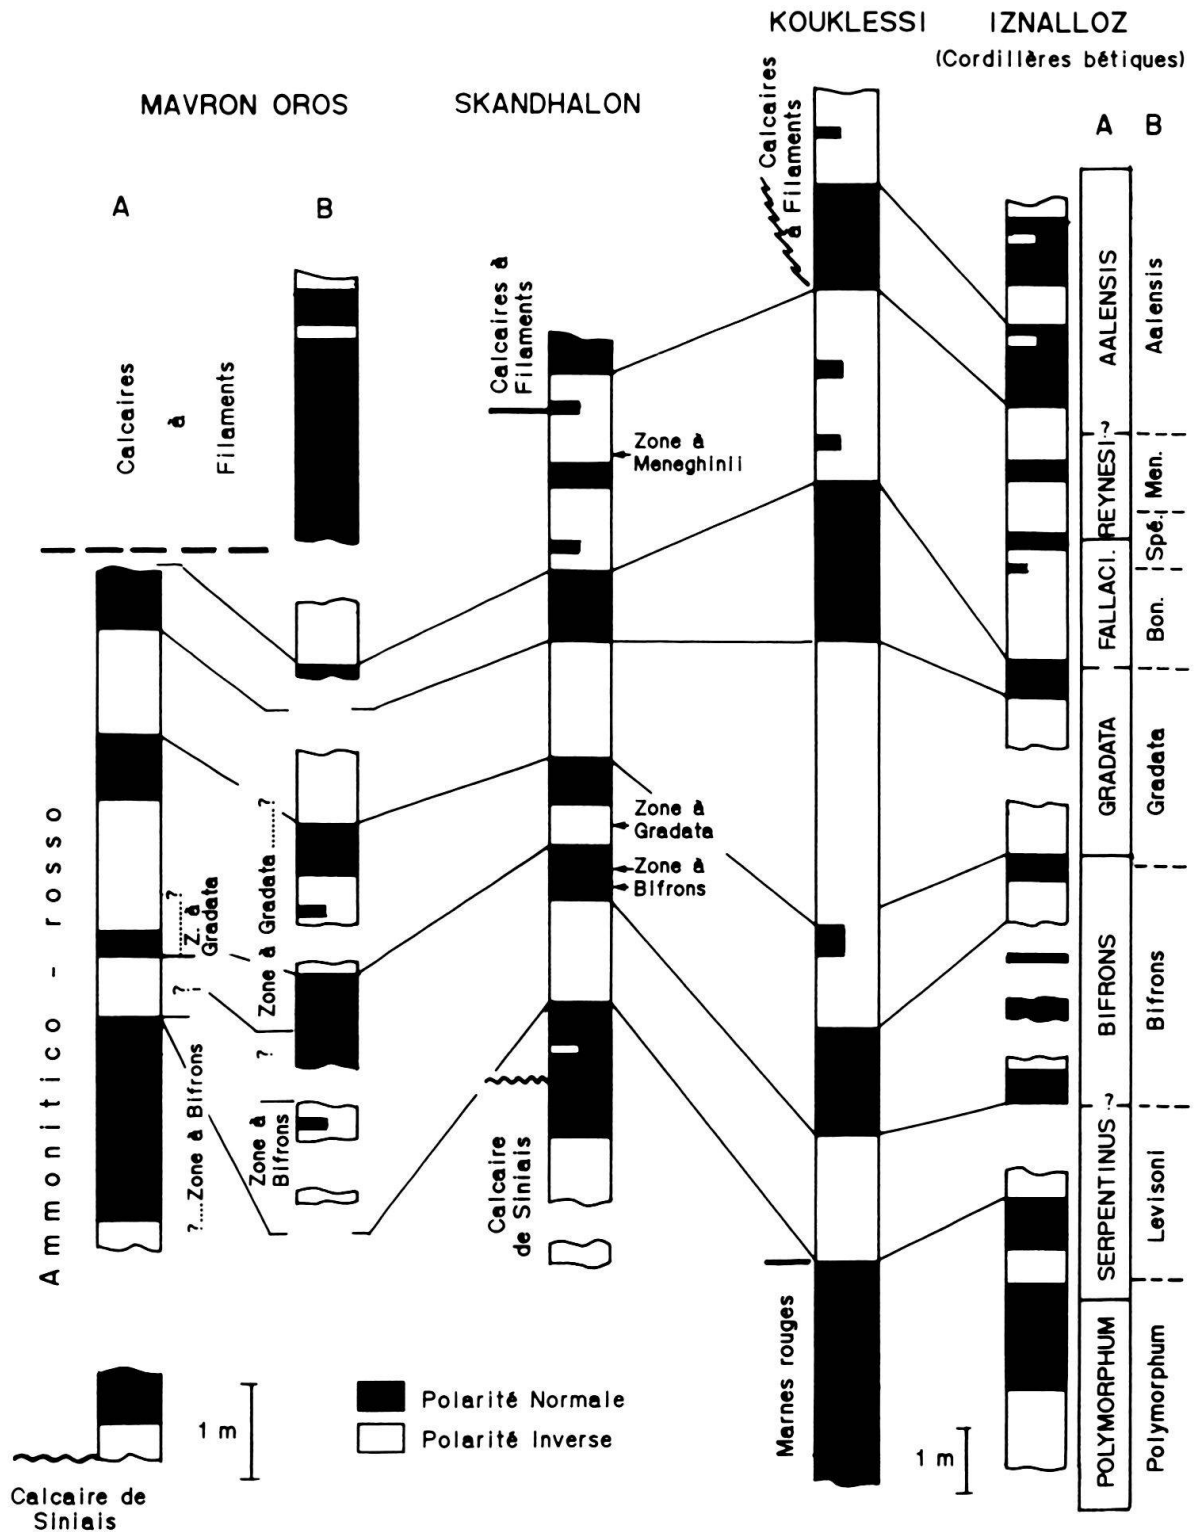 KOUKLESSI
IZNALLOZ
(Cordillères bétiques)
MAVRON OROS
SKANDHALON
A
B
A
B
Calcaires
à
Filaments
Calcaires à
Filaments
Calcaires
à Filaments
Zone à
Meneghinii
Zone à
Gradata
Zone à
Bifrons
Ammonitico - rosso
?
Z. à
Gradata
?
?....Zone à Bifrons
Zone à Gradata.......?
?
Zone à
Bifrons
Calcaire
de Siniais
Marnes rouges
AALENSIS
?
REYNESI
FALLACI.
GRADATA
BIFRONS
?
SERPENTINUS
POLYMORPHUM
Aalensis
Men.
Spé.
Bon.
Gradata
Bifrons
Levisoni
Polymorphum
1 m
Polarité Normale
Polarité Inverse
1 m
Calcaire de
Siniais